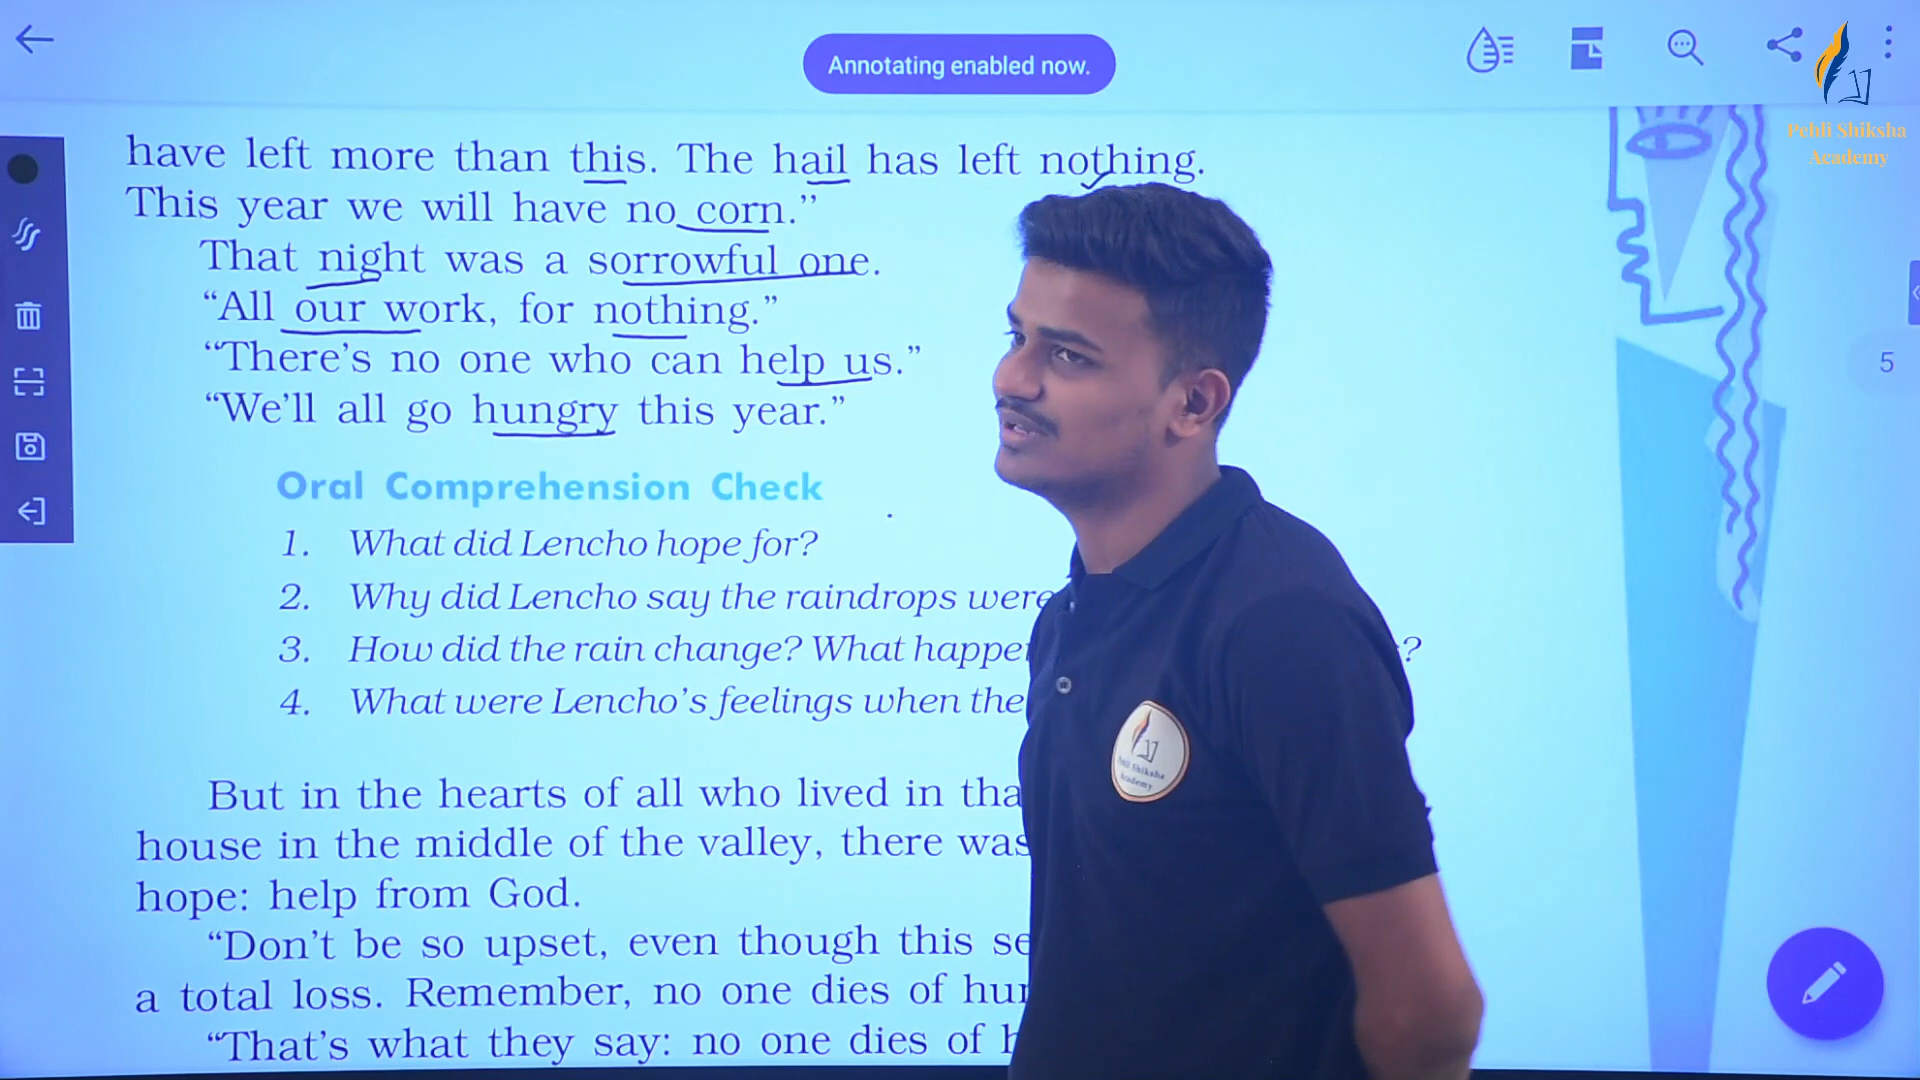 Annotating enabled now.
Pehli Shiksha
Academy
have left more than this. The hail has left nothing.
This year we will have no corn.”
That night was a sorrowful one.
“All our work, for nothing.”
“There’s no one who can help us.”
“We’ll all go hungry this year.”
5
Oral Comprehension Check
1. What did Lencho hope for?
2. Why did Lencho say the raindrops were
3. How did the rain change? What ?
4. What were Lencho’s feelings when the
Pehli Shiksha
Academy
But in the hearts of all who lived in
house in the middle of the valley, there was
hope: help from God.
“Don’t be so upset, even though this
a total loss. Remember, no one dies of
“That’s what they say: no one dies of